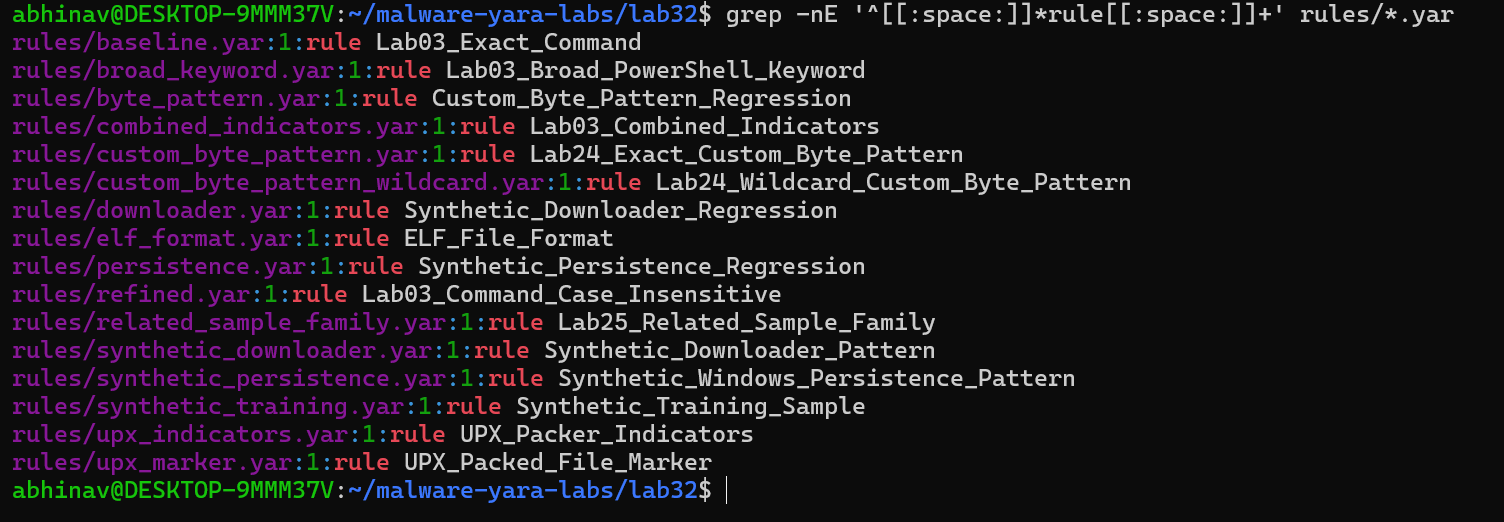 abhinav@DESKTOP-9MMM37V:~/malware-yara-labs/lab32$ grep -nE '^[[:space:]]*rule[[:space:]]+' rules/*.yar
rules/baseline.yar:1:rule Lab03_Exact_Command
rules/broad_keyword.yar:1:rule Lab03_Broad_PowerShell_Keyword
rules/byte_pattern.yar:1:rule Custom_Byte_Pattern_Regression
rules/combined_indicators.yar:1:rule Lab03_Combined_Indicators
rules/custom_byte_pattern.yar:1:rule Lab24_Exact_Custom_Byte_Pattern
rules/custom_byte_pattern_wildcard.yar:1:rule Lab24_Wildcard_Custom_Byte_Pattern
rules/downloader.yar:1:rule Synthetic_Downloader_Regression
rules/elf_format.yar:1:rule ELF_File_Format
rules/persistence.yar:1:rule Synthetic_Persistence_Regression
rules/refined.yar:1:rule Lab03_Command_Case_Insensitive
rules/related_sample_family.yar:1:rule Lab25_Related_Sample_Family
rules/synthetic_downloader.yar:1:rule Synthetic_Downloader_Pattern
rules/synthetic_persistence.yar:1:rule Synthetic_Windows_Persistence_Pattern
rules/synthetic_training.yar:1:rule Synthetic_Training_Sample
rules/upx_indicators.yar:1:rule UPX_Packer_Indicators
rules/upx_marker.yar:1:rule UPX_Packed_File_Marker
abhinav@DESKTOP-9MMM37V:~/malware-yara-labs/lab32$